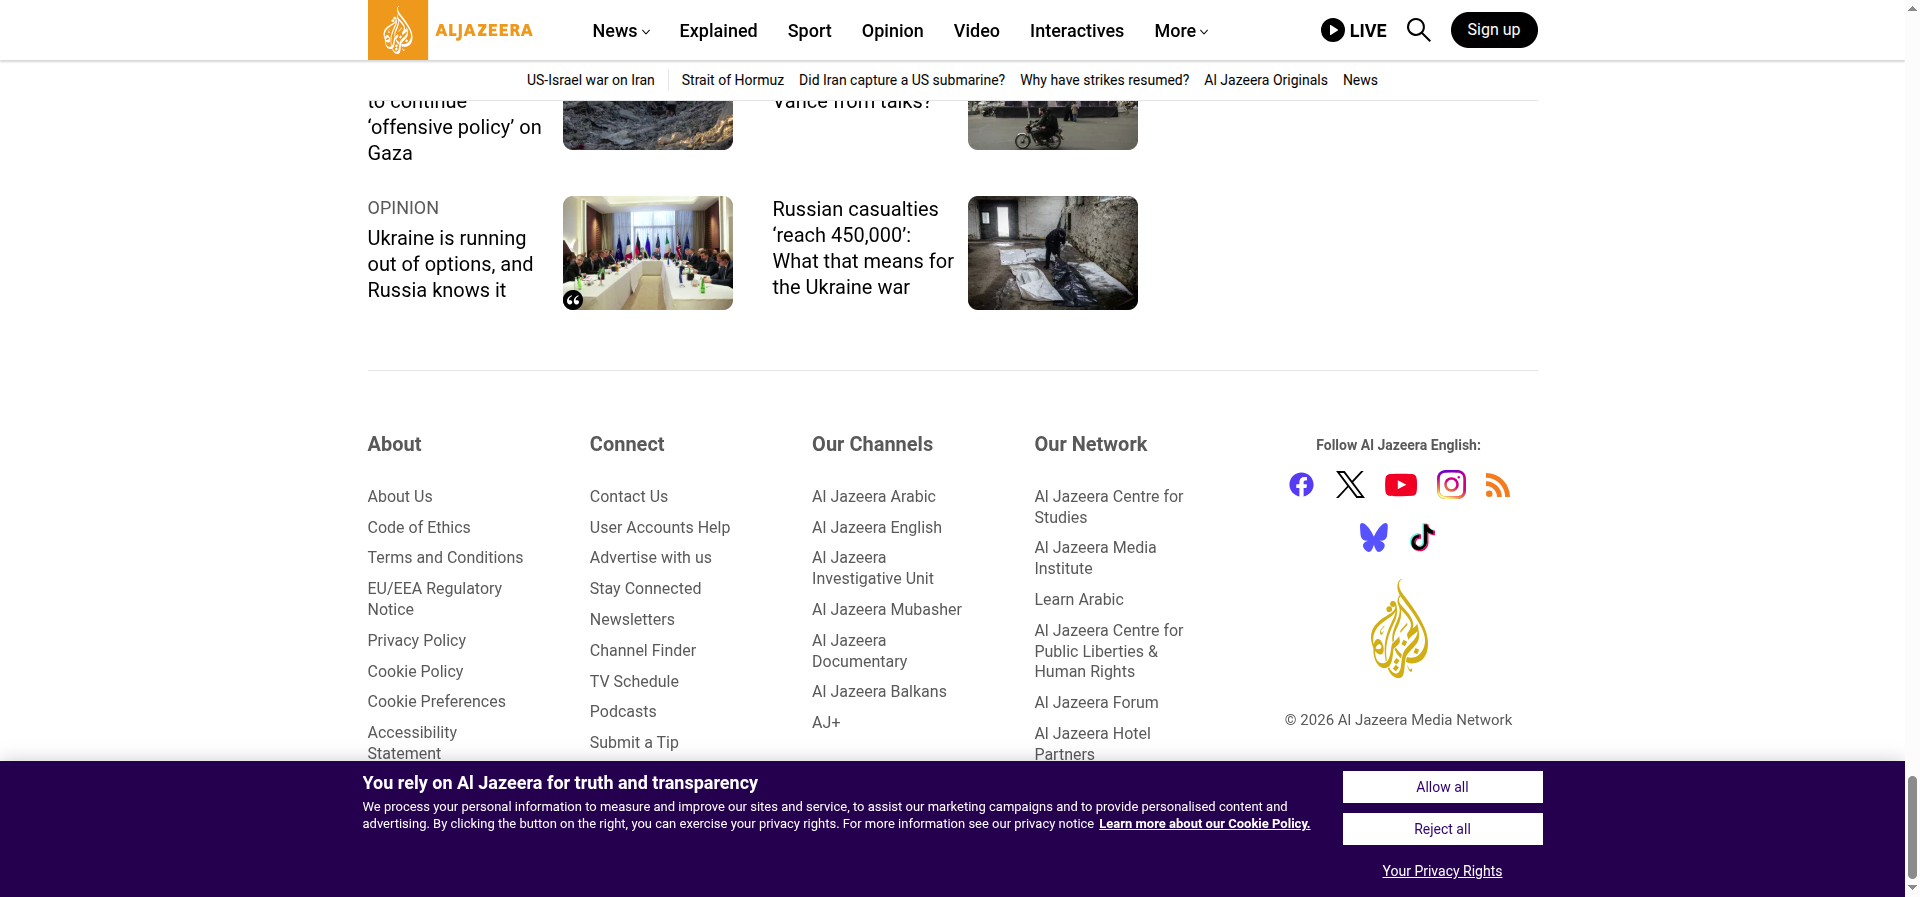 ALJAZEERA
News
Explained
Sport
Opinion
Video
Interactives
More
LIVE
Sign up
US-Israel war on Iran
Strait of Hormuz
Did Iran capture a US submarine?
Why have strikes resumed?
Al Jazeera Originals
News
to continue
‘offensive policy’ on
Gaza
Vance from talks?
OPINION
Ukraine is running
out of options, and
Russia knows it
Russian casualties
‘reach 450,000’:
What that means for
the Ukraine war
About
About Us
Code of Ethics
Terms and Conditions
EU/EEA Regulatory
Notice
Privacy Policy
Cookie Policy
Cookie Preferences
Accessibility
Statement
Connect
Contact Us
User Accounts Help
Advertise with us
Stay Connected
Newsletters
Channel Finder
TV Schedule
Podcasts
Submit a Tip
Our Channels
Al Jazeera Arabic
Al Jazeera English
Al Jazeera
Investigative Unit
Al Jazeera Mubasher
Al Jazeera
Documentary
Al Jazeera Balkans
AJ+
Our Network
Al Jazeera Centre for
Studies
Al Jazeera Media
Institute
Learn Arabic
Al Jazeera Centre for
Public Liberties &
Human Rights
Al Jazeera Forum
Al Jazeera Hotel
Partners
Follow Al Jazeera English:
© 2026 Al Jazeera Media Network
You rely on Al Jazeera for truth and transparency
We process your personal information to measure and improve our sites and service, to assist our marketing campaigns and to provide personalised content and
advertising. By clicking the button on the right, you can exercise your privacy rights. For more information see our privacy notice Learn more about our Cookie Policy.
Allow all
Reject all
Your Privacy Rights